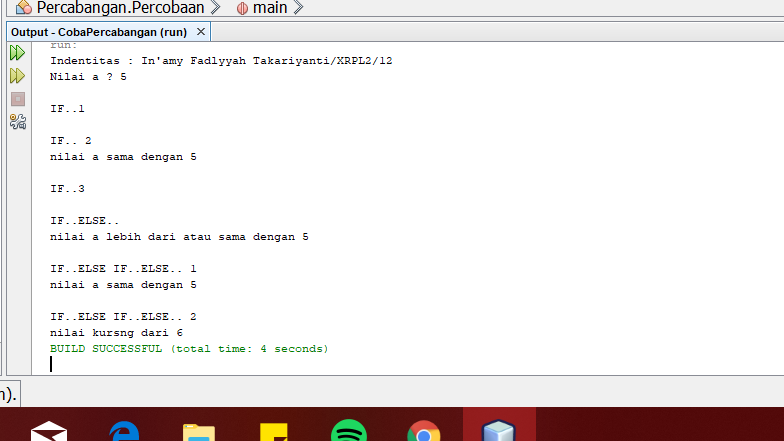 Percabangan.Percobaan main
Output - CobaPercabangan (run) ×
run:
Indentitas : In'amy Fadlyyah Takariyanti/XRPL2/12
Nilai a ? 5
IF..1
IF.. 2
nilai a sama dengan 5
IF..3
IF..ELSE..
nilai a lebih dari atau sama dengan 5
IF..ELSE IF..ELSE.. 1
nilai a sama dengan 5
IF..ELSE IF..ELSE.. 2
nilai kursng dari 6
BUILD SUCCESSFUL (total time: 4 seconds)
).